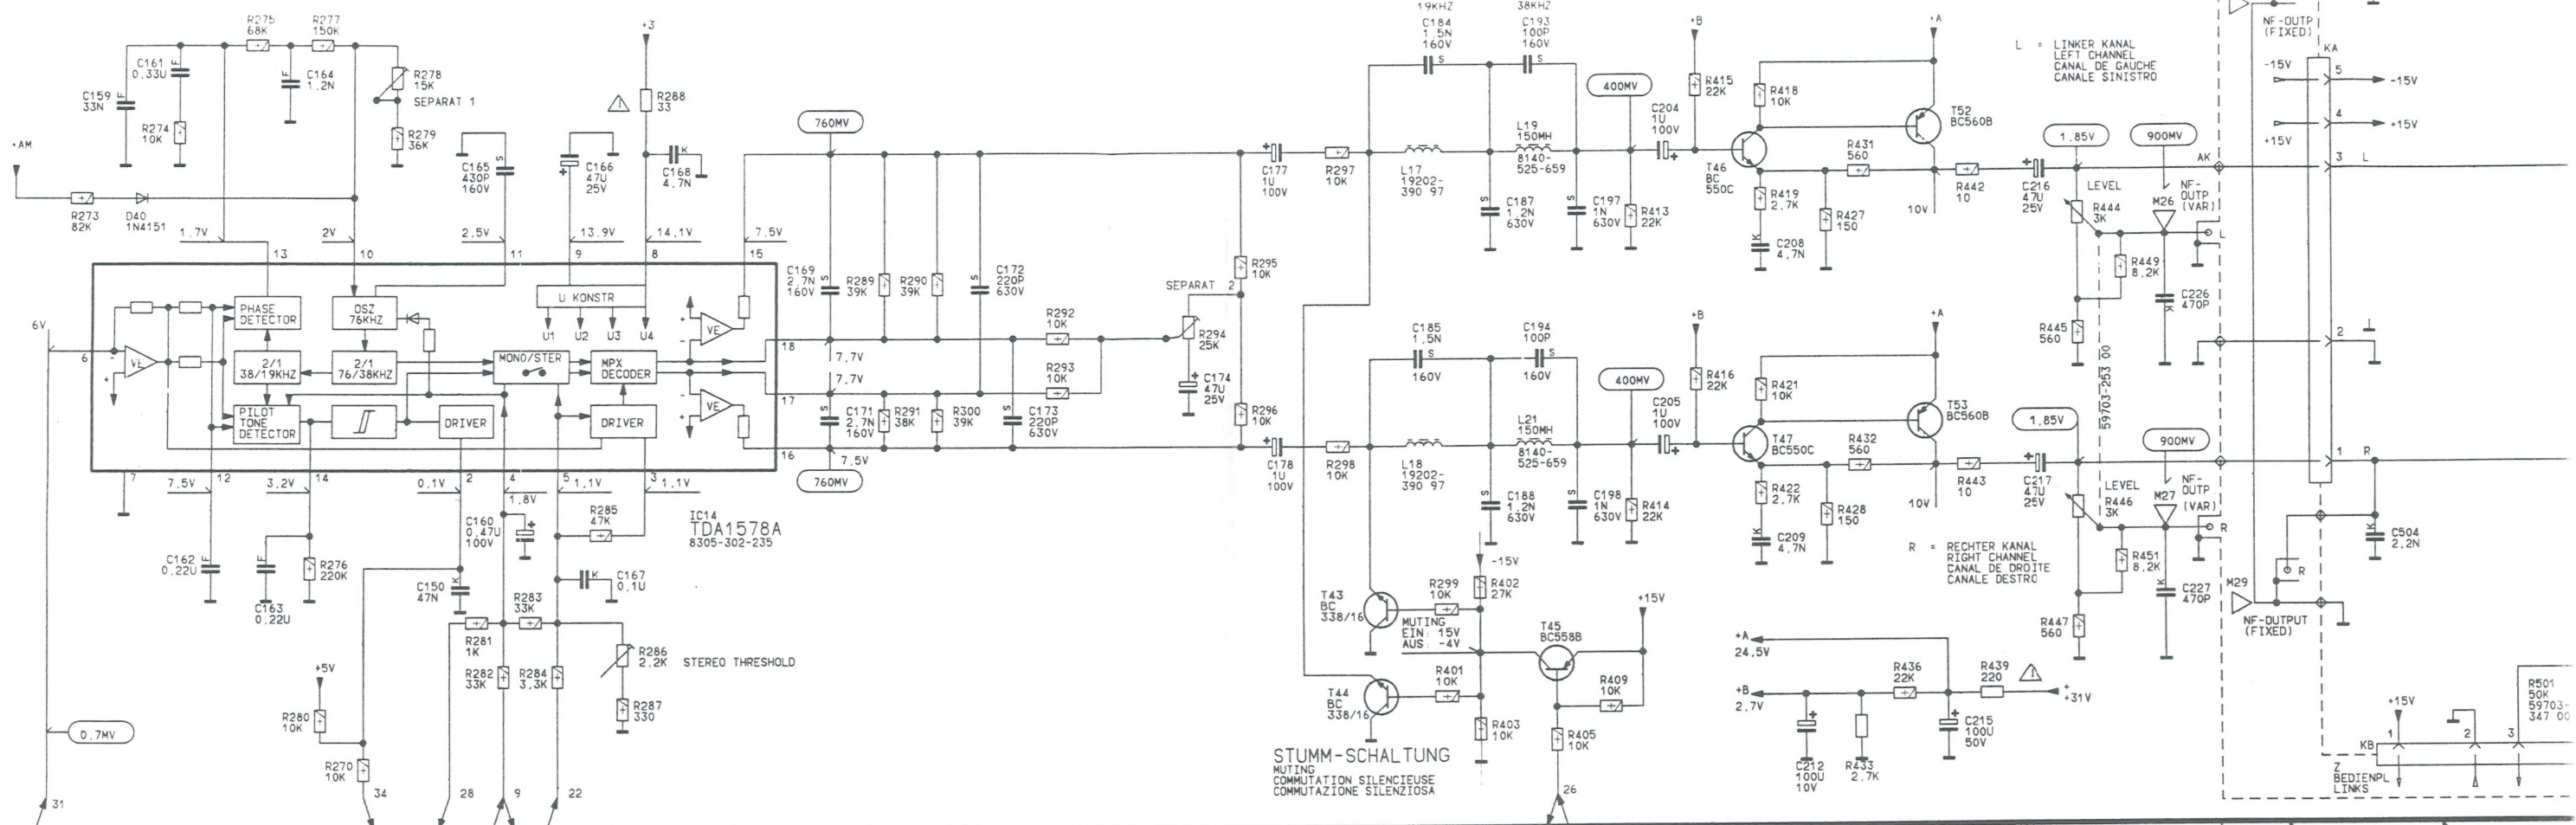 R275
68K
R277
150K
C161
0,33U
F
C164
1,2N
F
R278
15K
SEPARAT 1
C159
33N
F
R274
10K
R279
36K
+AM
R273
82K
D40
1N4151
+3
R288
33
C165
430P
160V
S
C166
47U
25V
+
C168
4,7N
K
1,7V
2V
2,5V
13,9V
14,1V
7,5V
13
10
11
9
8
15
PHASE
DETECTOR
OSZ
76KHZ
U KONSTR
U1
U2
U3
U4
VE
2/1
38/19KHZ
2/1
76/38KHZ
MONO/STER
MPX
DECODER
VE
PILOT
TONE
DETECTOR
DRIVER
DRIVER
VE
6V
6
18
17
16
7
7,5V
12
3,2V
14
0,1V
2
4
1,8V
5
1,1V
3
1,1V
C160
0,47U
100V
R285
47K
IC14
TDA1578A
8305-302-235
C162
0,22U
F
C163
0,22U
F
R276
220K
C150
47N
K
C167
0,1U
K
R283
33K
R281
1K
R282
33K
R284
3,3K
R286
2,2K
STEREO THRESHOLD
R287
330
+5V
R280
10K
R270
10K
0,7MV
31
34
28
9
22
760MV
C169
2,7N
160V
S
R289
39K
R290
39K
C172
220P
630V
S
7,7V
7,7V
C171
2,7N
160V
S
R291
38K
R300
39K
C173
220P
630V
S
7,5V
760MV
R292
10K
R293
10K
SEPARAT 2
R294
25K
C174
47U
25V
+
R295
10K
R296
10K
C177
1U
100V
+
R297
10K
C178
1U
100V
+
R298
10K
19KHZ
C184
1,5N
160V
S
38KHZ
C193
100P
160V
S
L17
19202-
390 97
L19
150MH
8140-
525-659
C187
1,2N
630V
S
C197
1N
630V
S
R413
22K
400MV
C204
1U
100V
+
+B
R415
22K
T46
BC
550C
R418
10K
R419
2,7K
C208
4,7N
K
R427
150
R431
560
+A
T52
BC560B
10V
R442
10
C216
47U
25V
+
C185
1,5N
S
160V
C194
100P
S
160V
L18
19202-
390 97
L21
150MH
8140-
525-659
C188
1,2N
630V
S
C198
1N
630V
S
R414
22K
400MV
C205
1U
100V
+
+B
R416
22K
T47
BC550C
R421
10K
R422
2,7K
C209
4,7N
K
R428
150
R432
560
+A
T53
BC560B
10V
R443
10
C217
47U
25V
+
T43
BC
338/16
R299
10K
-15V
R402
27K
MUTING
EIN: 15V
AUS: -4V
T44
BC
338/16
R401
10K
R403
10K
T45
BC558B
+15V
R409
10K
R405
10K
26
STUMM-SCHALTUNG
MUTING
COMMUTATION SILENCIEUSE
COMMUTAZIONE SILENZIOSA
+A
24,5V
+B
2,7V
R436
22K
R439
220
+
+31V
C212
100U
10V
+
R433
2,7K
C215
100U
50V
+
L = LINKER KANAL
LEFT CHANNEL
CANAL DE GAUCHE
CANALE SINISTRO
1,85V
900MV
AK
LEVEL
R444
3K
M26
NF-
OUTP
(VAR)
L
R449
8,2K
C226
470P
K
R445
560
59703-253 00
1,85V
900MV
LEVEL
R446
3K
M27
NF-
OUTP
(VAR)
R
R451
8,2K
C227
470P
K
R447
560
R = RECHTER KANAL
RIGHT CHANNEL
CANAL DE DROITE
CANALE DESTRO
NF-OUTP
(FIXED)
KA
-15V
5
-15V
4
+15V
+15V
3
L
2
1
R
C504
2,2N
K
R
M29
NF-OUTPUT
(FIXED)
+15V
KB
1
2
3
R501
50K
59703-
347 00
Z
BEDIENPL
LINKS